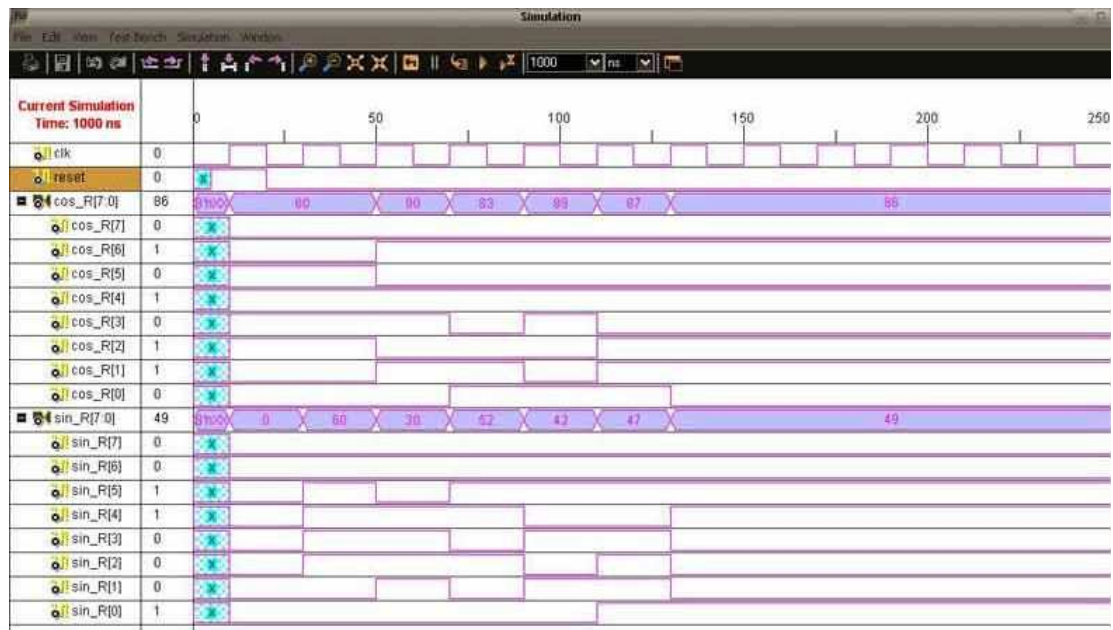 Simulation
File Edit View Test Bench Simulation Window
1000 ns
Current Simulation
Time: 1000 ns
0 50 100 150 200 250
clk 0
reset 0 X
cos_R[7:0] 86 60 90 83 89 87 86
cos_R[7] 0 X
cos_R[6] 1 X
cos_R[5] 0 X
cos_R[4] 1 X
cos_R[3] 0 X
cos_R[2] 1 X
cos_R[1] 1 X
cos_R[0] 0 X
sin_R[7:0] 49 0 60 30 52 42 47 49
sin_R[7] 0 X
sin_R[6] 0 X
sin_R[5] 1 X
sin_R[4] 1 X
sin_R[3] 0 X
sin_R[2] 0 X
sin_R[1] 0 X
sin_R[0] 1 X